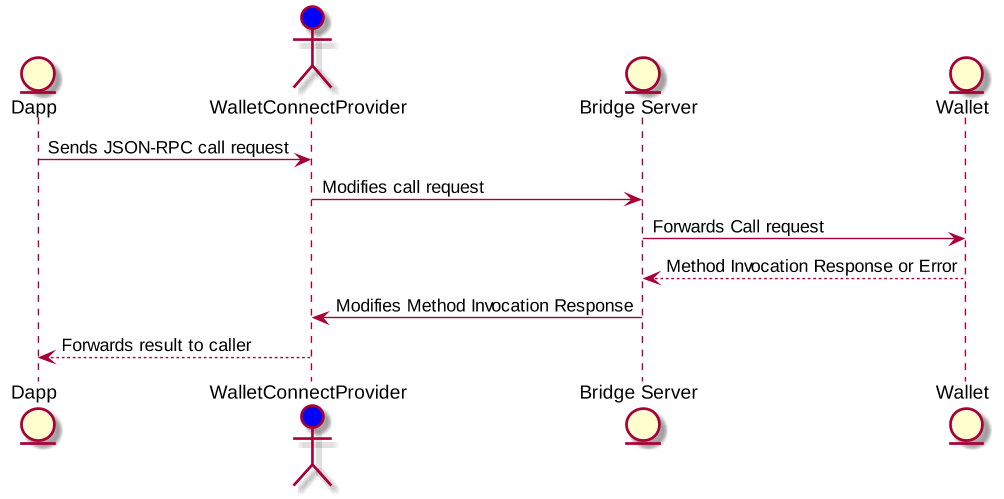 Dapp
WalletConnectProvider
Bridge Server
Wallet
Sends JSON-RPC call request
Modifies call request
Forwards Call request
Method Invocation Response or Error
Modifies Method Invocation Response
Forwards result to caller
Dapp
WalletConnectProvider
Bridge Server
Wallet